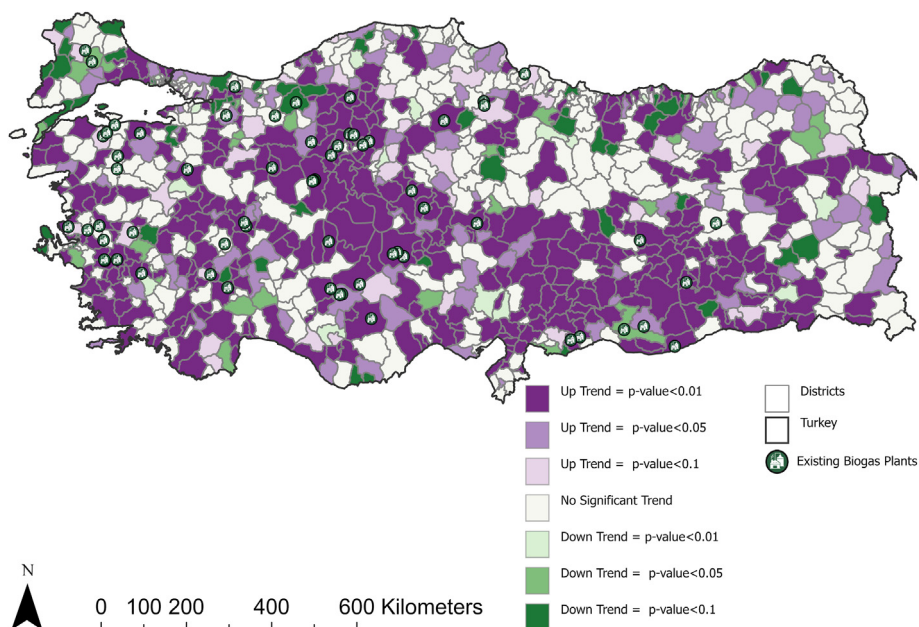 Up Trend = p-value<0.01
Up Trend = p-value<0.05
Up Trend = p-value<0.1
No Significant Trend
Down Trend = p-value<0.01
Down Trend = p-value<0.05
Down Trend = p-value<0.1
Districts
Turkey
Existing Biogas Plants
N
0 100 200 400 600 Kilometers